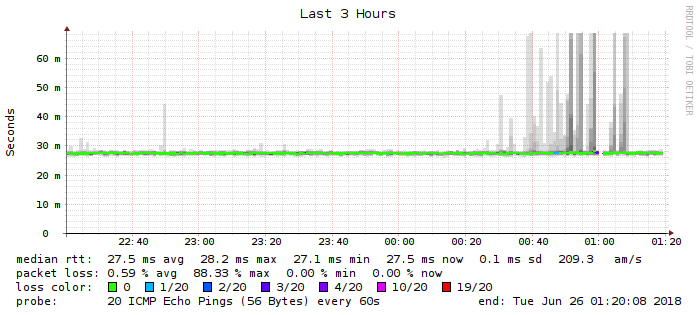 Last 3 Hours
RRDTOOL / TOBI OETIKER
Seconds
60 m
50 m
40 m
30 m
20 m
10 m
0
22:40 23:00 23:20 23:40 00:00 00:20 00:40 01:00 01:20
median rtt: 27.5 ms avg 28.2 ms max 27.1 ms min 27.5 ms now 0.1 ms sd 209.3 am/s
packet loss: 0.59 % avg 88.33 % max 0.00 % min 0.00 % now
loss color: 0 1/20 2/20 3/20 4/20 10/20 19/20
probe: 20 ICMP Echo Pings (56 Bytes) every 60s end: Tue Jun 26 01:20:08 2018